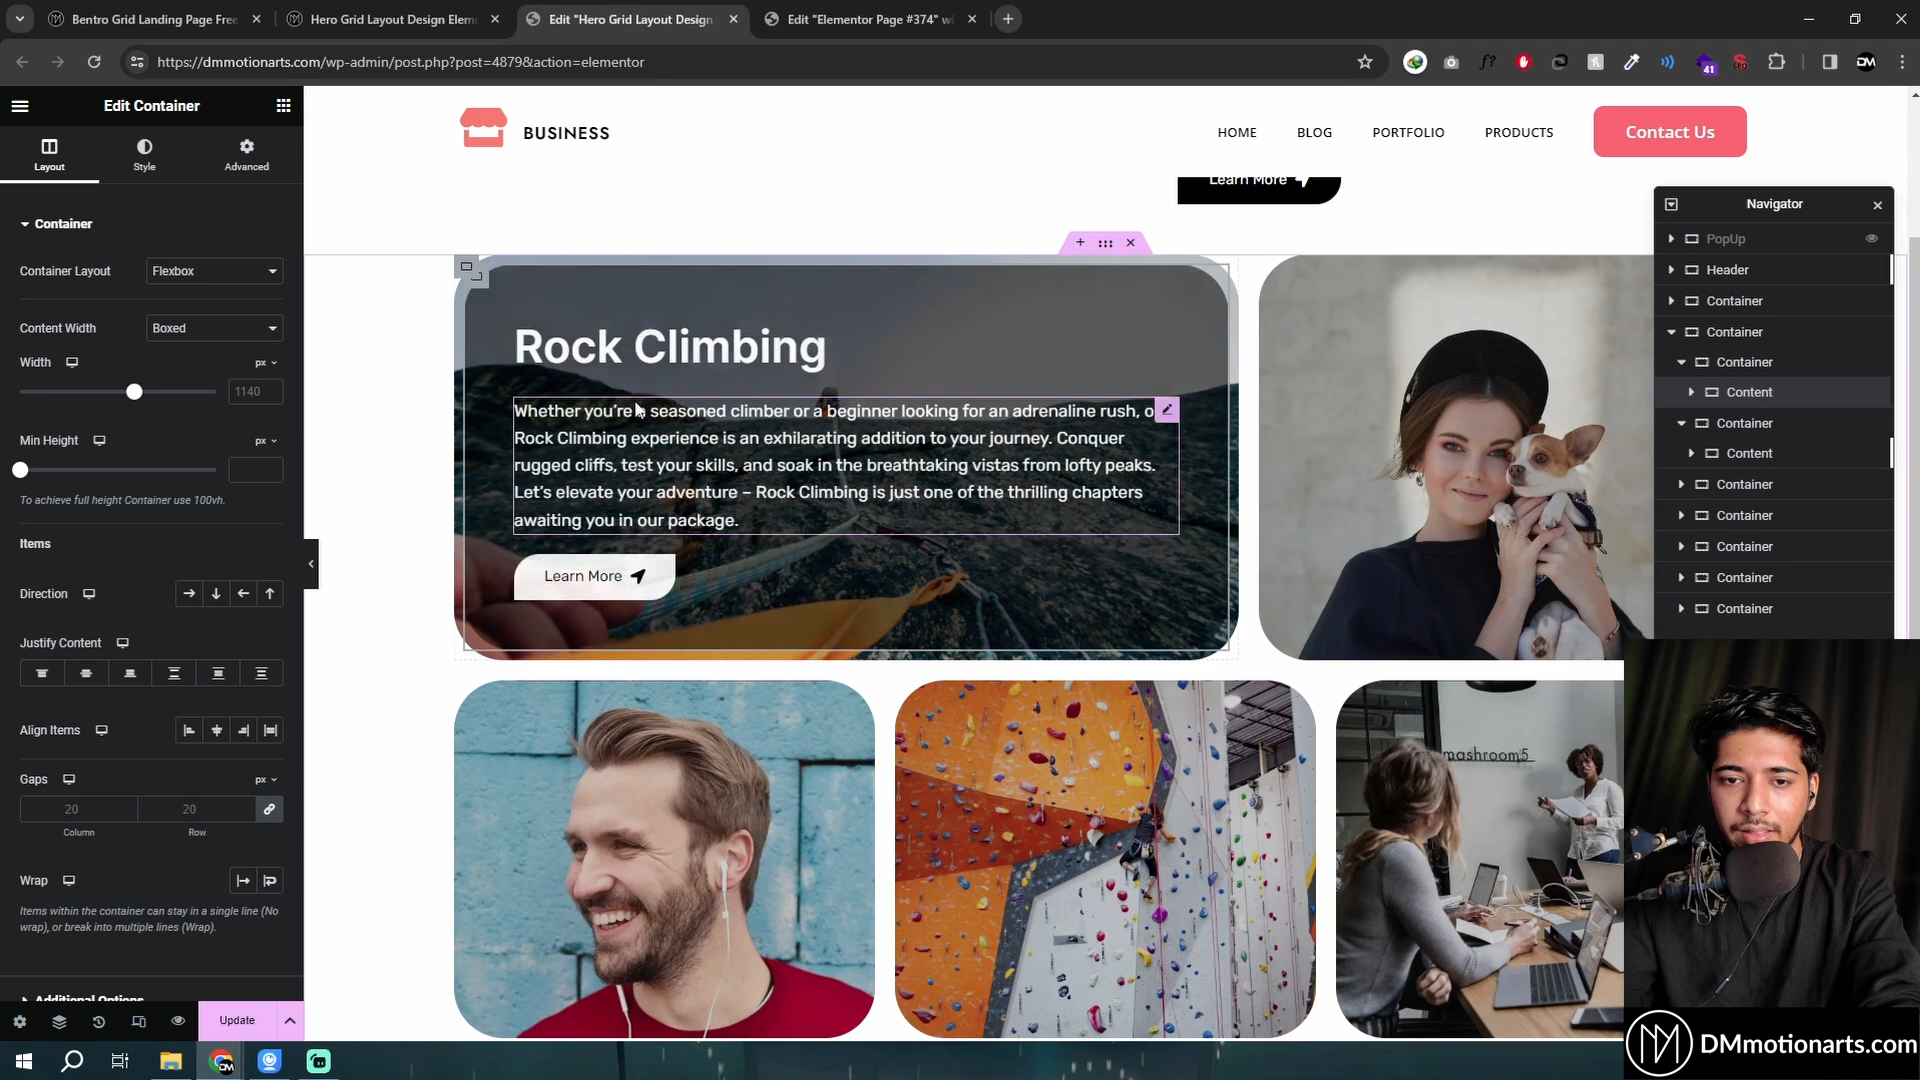 Bentro Grid Landing Page Free
Hero Grid Layout Design Elem
Edit "Hero Grid Layout Design
Edit "Elementor Page #374" wi
https://dmmotionarts.com/wp-admin/post.php?post=4879&action=elementor
41
DM
Edit Container
Layout
Style
Advanced
Container
Container Layout
Flexbox
Content Width
Boxed
Width
px
1140
Min Height
px
To achieve full height Container use 100vh.
Items
Direction
Justify Content
Align Items
Gaps
px
20
20
Column
Row
Wrap
Items within the container can stay in a single line (No
wrap), or break into multiple lines (Wrap).
Additional Options
Update
BUSINESS
HOME
BLOG
PORTFOLIO
PRODUCTS
Contact Us
Learn More
Rock Climbing
Whether you're a seasoned climber or a beginner looking for an adrenaline rush, o
Rock Climbing experience is an exhilarating addition to your journey. Conquer
rugged cliffs, test your skills, and soak in the breathtaking vistas from lofty peaks.
Let's elevate your adventure – Rock Climbing is just one of the thrilling chapters
awaiting you in our package.
Learn More
mashroom5
Navigator
PopUp
Header
Container
Container
Container
Content
Container
Content
Container
Container
Container
Container
Container
DMmotionarts.com